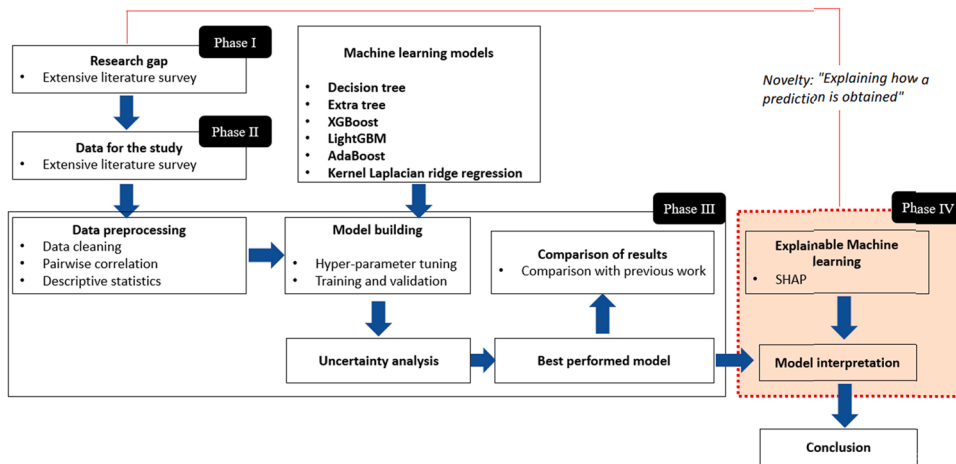 Phase I
Research gap
• Extensive literature survey
Phase II
Data for the study
• Extensive literature survey
Machine learning models
• Decision tree
• Extra tree
• XGBoost
• LightGBM
• AdaBoost
• Kernel Laplacian ridge regression
Novelty: "Explaining how a
prediction is obtained"
Phase III
Data preprocessing
• Data cleaning
• Pairwise correlation
• Descriptive statistics
Model building
• Hyper-parameter tuning
• Training and validation
Comparison of results
• Comparison with previous work
Uncertainty analysis
Best performed model
Phase IV
Explainable Machine
learning
• SHAP
Model interpretation
Conclusion